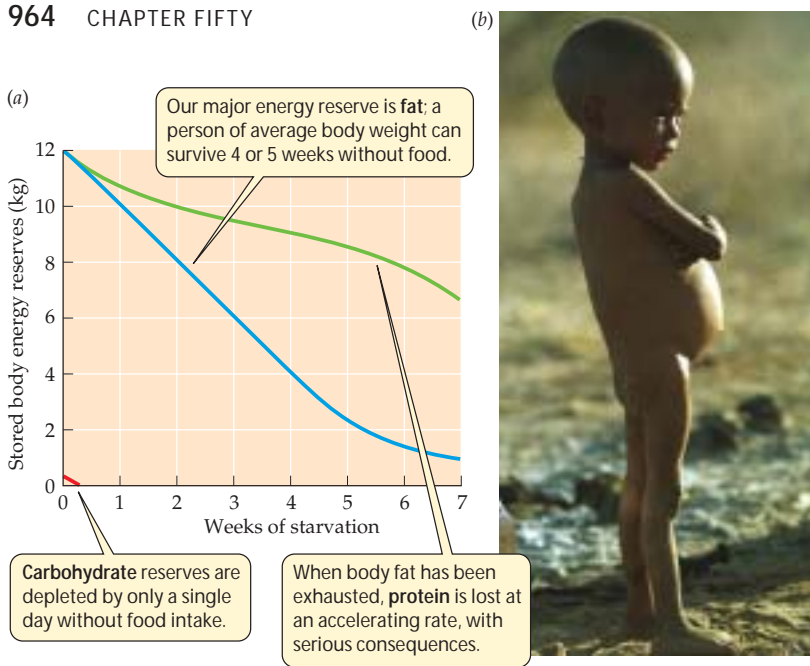 964 CHAPTER FIFTY
(a)
Our major energy reserve is fat; a
person of average body weight can
survive 4 or 5 weeks without food.
12
10
8
6
4
2
0
Stored body energy reserves (kg)
0 1 2 3 4 5 6 7
Weeks of starvation
Carbohydrate reserves are
depleted by only a single
day without food intake.
When body fat has been
exhausted, protein is lost at
an accelerating rate, with
serious consequences.
(b)